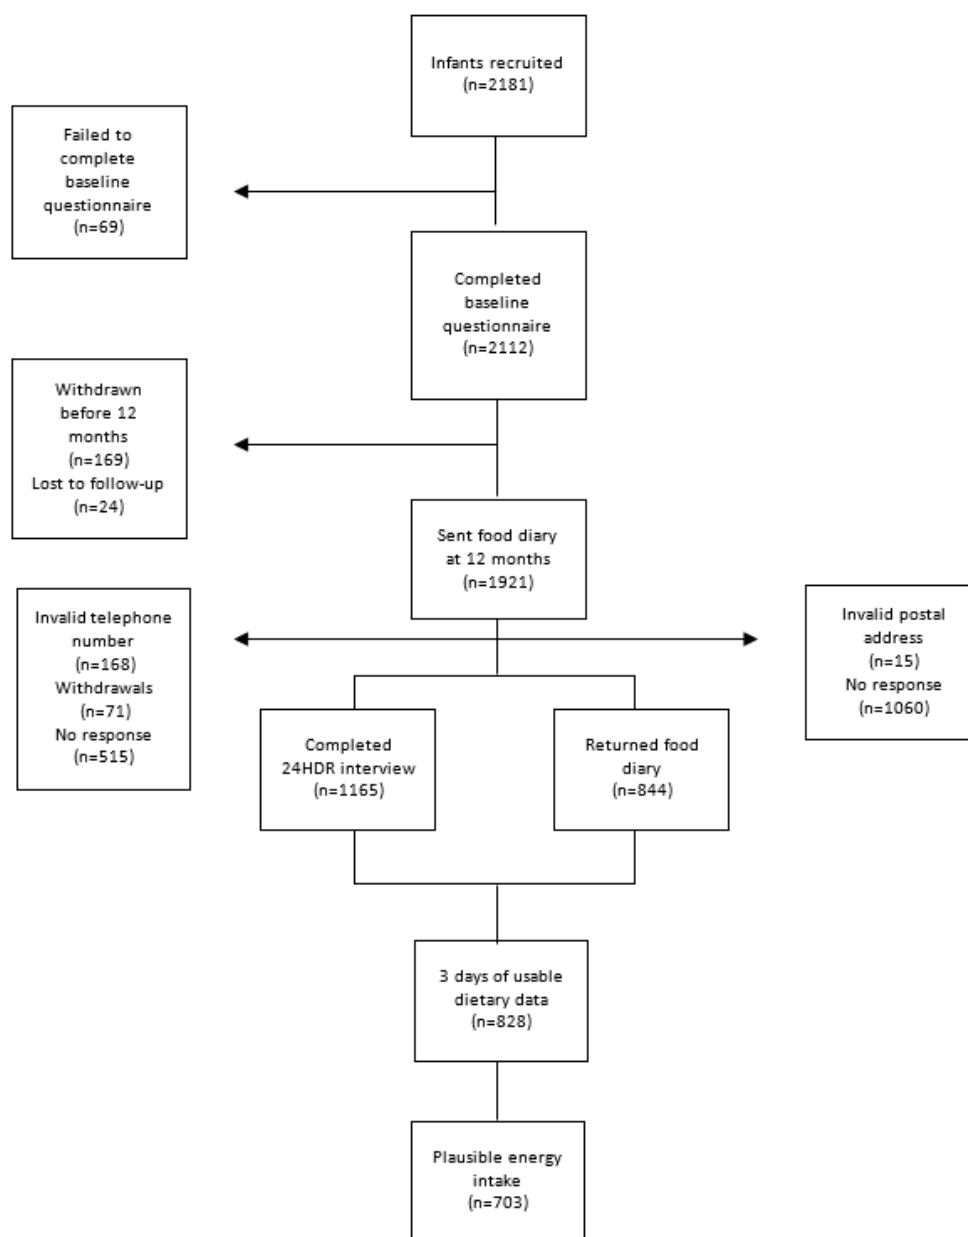 Infants recruited
(n=2181)
Failed to
complete
baseline
questionnaire
(n=69)
Completed
baseline
questionnaire
(n=2112)
Withdrawn
before 12
months
(n=169)
Lost to follow-up
(n=24)
Sent food diary
at 12 months
(n=1921)
Invalid telephone
number
(n=168)
Withdrawals
(n=71)
No response
(n=515)
Invalid postal
address
(n=15)
No response
(n=1060)
Completed
24HDR interview
(n=1165)
Returned food
diary
(n=844)
3 days of usable
dietary data
(n=828)
Plausible energy
intake
(n=703)